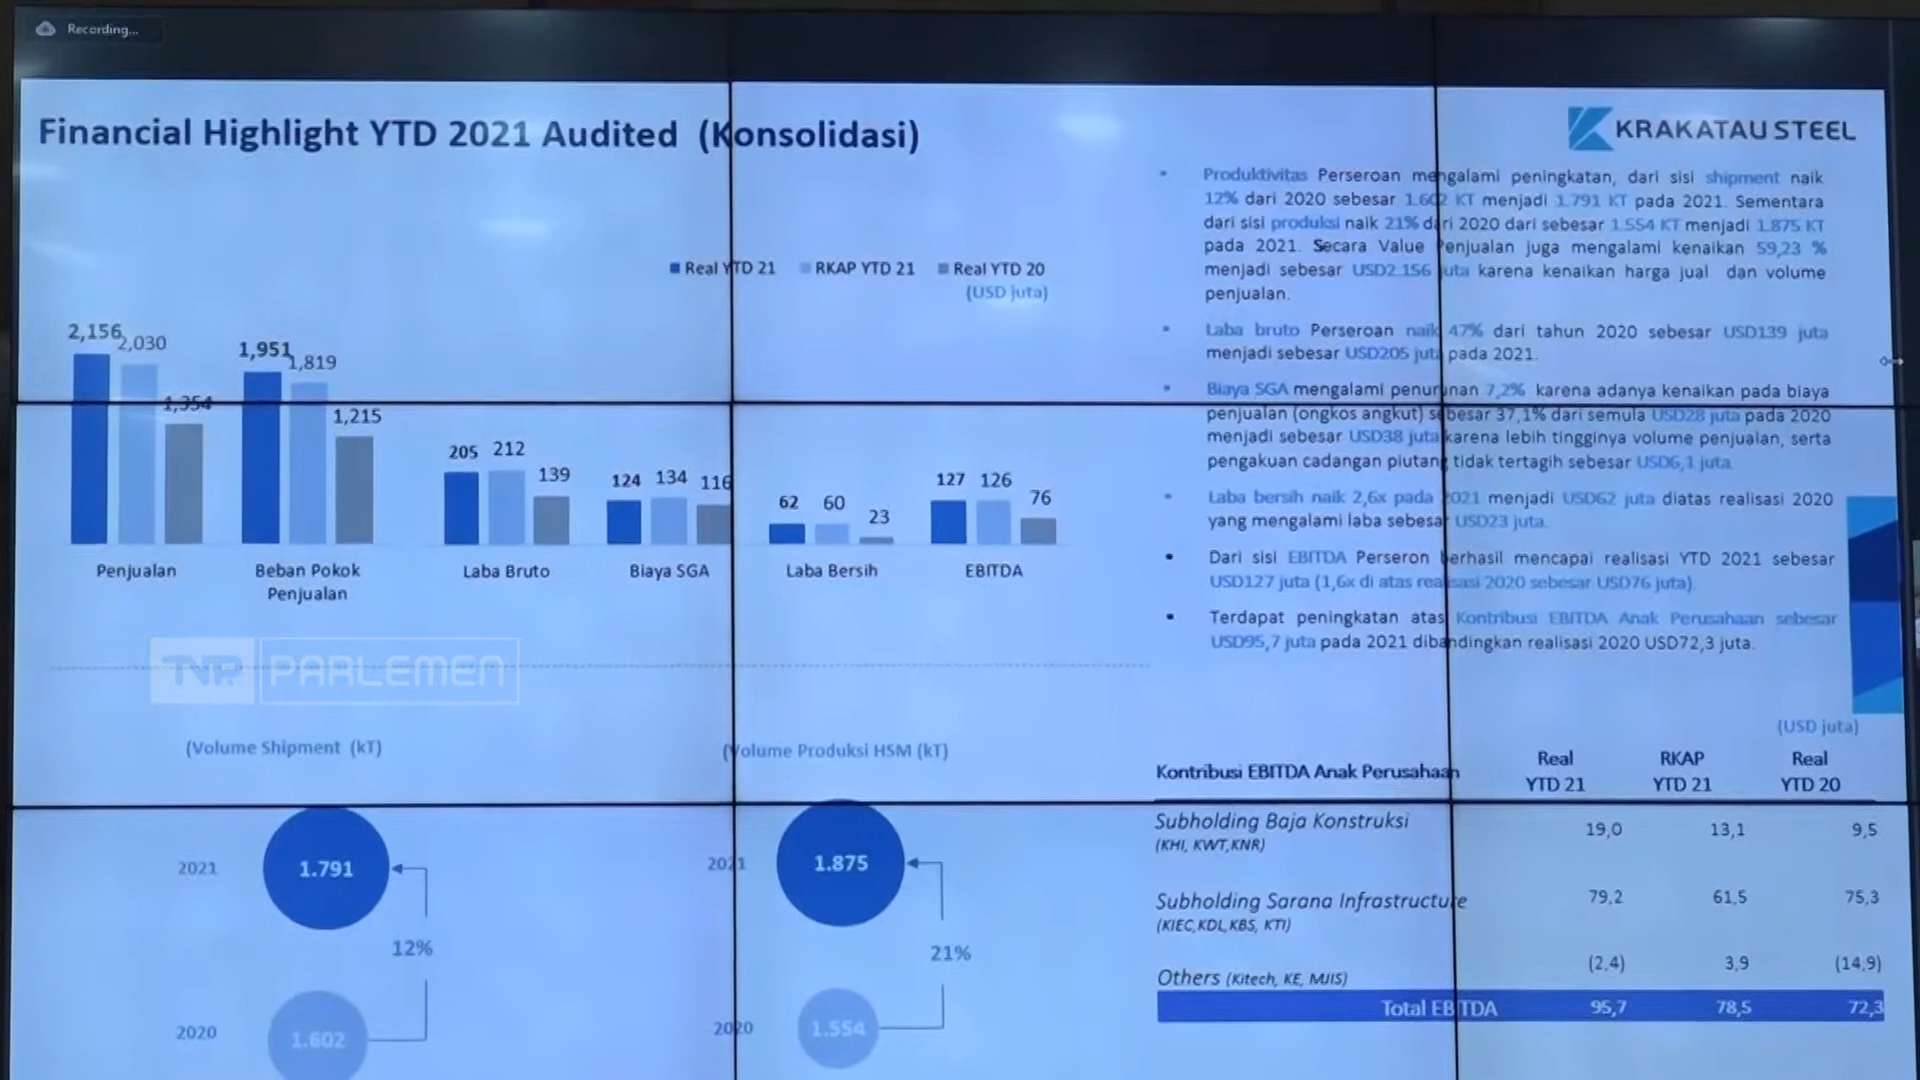 Recording...
Financial Highlight YTD 2021 Audited (Konsolidasi)
KRAKATAU STEEL
Real YTD 21 RKAP YTD 21 Real YTD 20
(USD juta)
2,156 2,030 1,354
1,951 1,819 1,215
205 212 139
124 134 116
62 60 23
127 126 76
Penjualan
Beban Pokok
Penjualan
Laba Bruto
Biaya SGA
Laba Bersih
EBITDA
• Produktivitas Perseroan mengalami peningkatan, dari sisi shipment naik
12% dari 2020 sebesar 1.602 KT menjadi 1.791 KT pada 2021. Sementara
dari sisi produksi naik 21% dari 2020 dari sebesar 1.554 KT menjadi 1.875 KT
pada 2021. Secara Value Penjualan juga mengalami kenaikan 59,23 %
menjadi sebesar USD2.156 juta karena kenaikan harga jual dan volume
penjualan.
• Laba bruto Perseroan naik 47% dari tahun 2020 sebesar USD139 juta
menjadi sebesar USD205 juta pada 2021.
• Biaya SGA mengalami penurunan 7,2% karena adanya kenaikan pada biaya
penjualan (ongkos angkut) sebesar 37,1% dari semula USD28 juta pada 2020
menjadi sebesar USD38 juta karena lebih tingginya volume penjualan, serta
pengakuan cadangan piutang tidak tertagih sebesar USD6,1 juta.
• Laba bersih naik 2,6x pada 2021 menjadi USD62 juta diatas realisasi 2020
yang mengalami laba sebesar USD23 juta.
• Dari sisi EBITDA Perseron berhasil mencapai realisasi YTD 2021 sebesar
USD127 juta (1,6x di atas realisasi 2020 sebesar USD76 juta).
• Terdapat peningkatan atas Kontribusi EBITDA Anak Perusahaan sebesar
USD95,7 juta pada 2021 dibandingkan realisasi 2020 USD72,3 juta.
TVR PARLEMEN
(Volume Shipment (kT)
2021 1.791
12%
2020 1.602
(Volume Produksi HSM (kT)
2021 1.875
21%
2020 1.554
(USD juta)
Kontribusi EBITDA Anak Perusahaan Real YTD 21 RKAP YTD 21 Real YTD 20
Subholding Baja Konstruksi 19,0 13,1 9,5
(KHI, KWT,KNR)
Subholding Sarana Infrastructure 79,2 61,5 75,3
(KIEC,KDL,KBS, KTI)
Others (Kitech, KE, MJIS) (2,4) 3,9 (14,9)
Total EBITDA 95,7 78,5 72,3